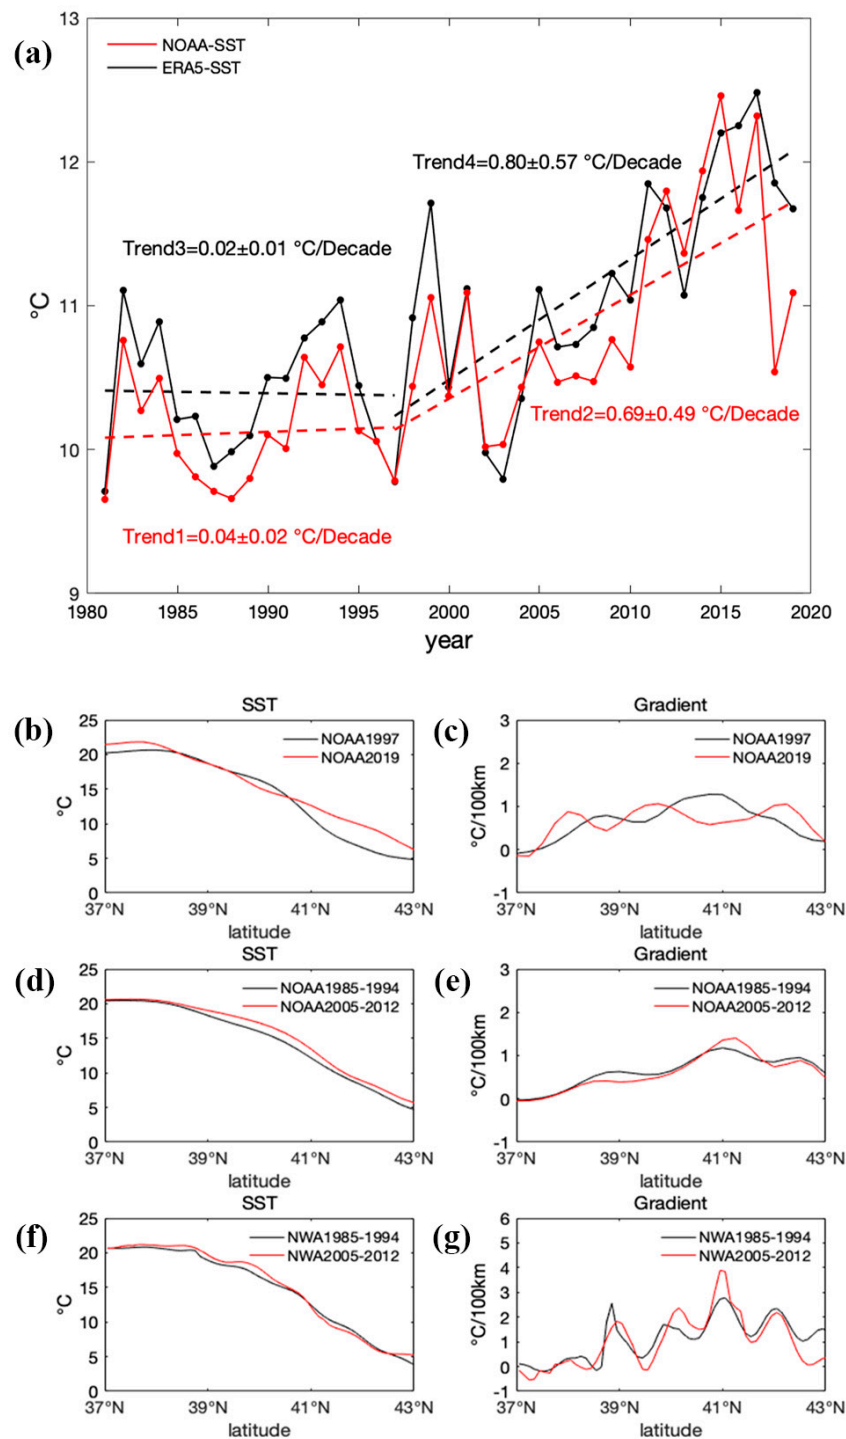 (a)
13
12
11
10
9
°C
NOAA-SST
ERA5-SST
Trend4=0.80±0.57 °C/Decade
Trend3=0.02±0.01 °C/Decade
Trend2=0.69±0.49 °C/Decade
Trend1=0.04±0.02 °C/Decade
1980 1985 1990 1995 2000 2005 2010 2015 2020
year
(b)
SST
25
20
15
10
5
0
°C
NOAA1997
NOAA2019
37°N 39°N 41°N 43°N
latitude
(c)
Gradient
3
2
1
0
-1
°C/100km
NOAA1997
NOAA2019
37°N 39°N 41°N 43°N
latitude
(d)
SST
25
20
15
10
5
0
°C
NOAA1985-1994
NOAA2005-2012
37°N 39°N 41°N 43°N
latitude
(e)
Gradient
3
2
1
0
-1
°C/100km
NOAA1985-1994
NOAA2005-2012
37°N 39°N 41°N 43°N
latitude
(f)
SST
25
20
15
10
5
0
°C
NWA1985-1994
NWA2005-2012
37°N 39°N 41°N 43°N
latitude
(g)
Gradient
6
5
4
3
2
1
0
-1
°C/100km
NWA1985-1994
NWA2005-2012
37°N 39°N 41°N 43°N
latitude